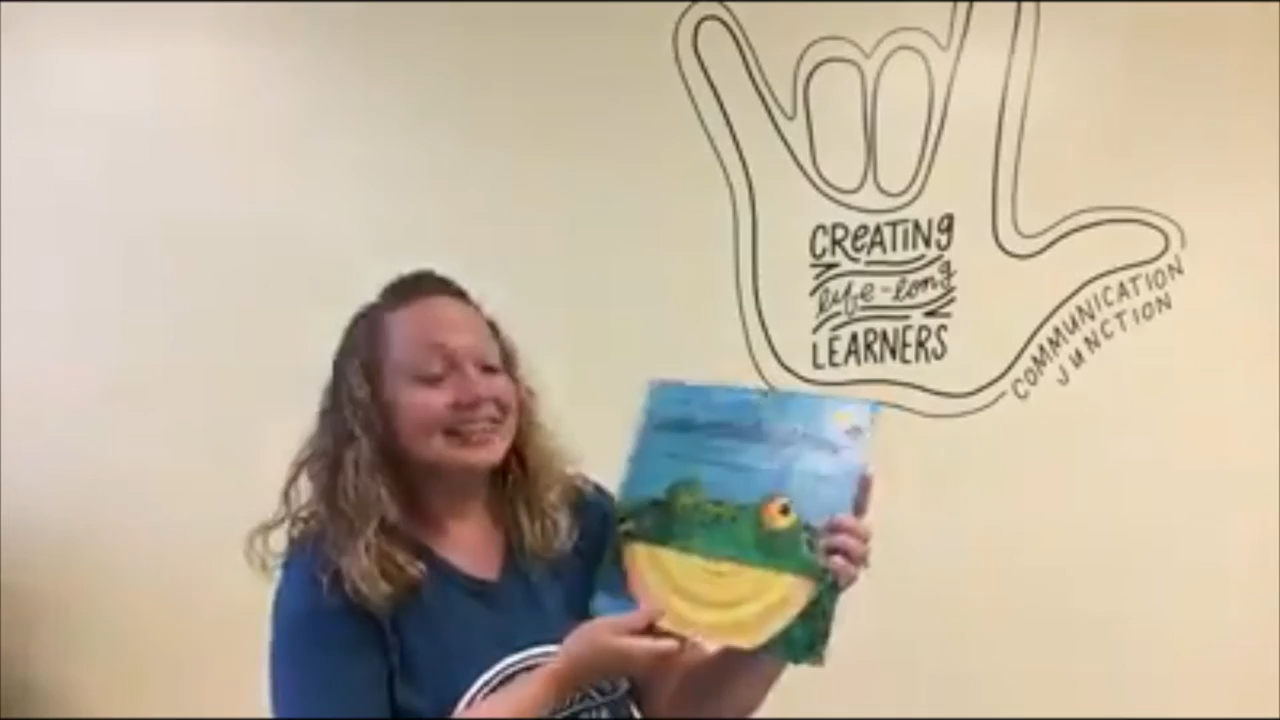 CREATING
life-long
LEARNERS
COMMUNICATION
JUNCTION